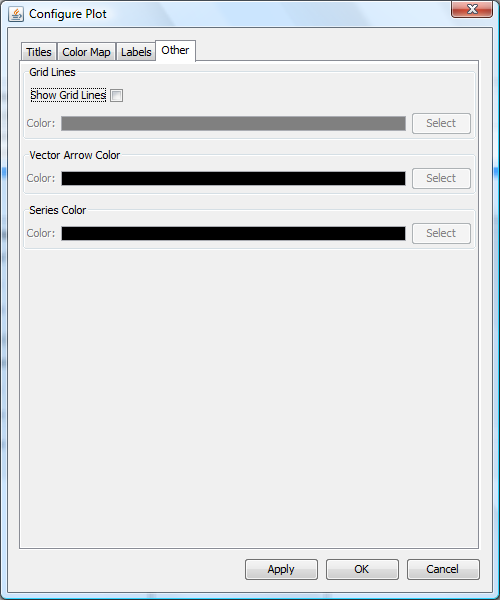 Configure Plot
Titles Color Map Labels Other
Grid Lines
Show Grid Lines
Color: Select
Vector Arrow Color
Color: Select
Series Color
Color: Select
Apply OK Cancel